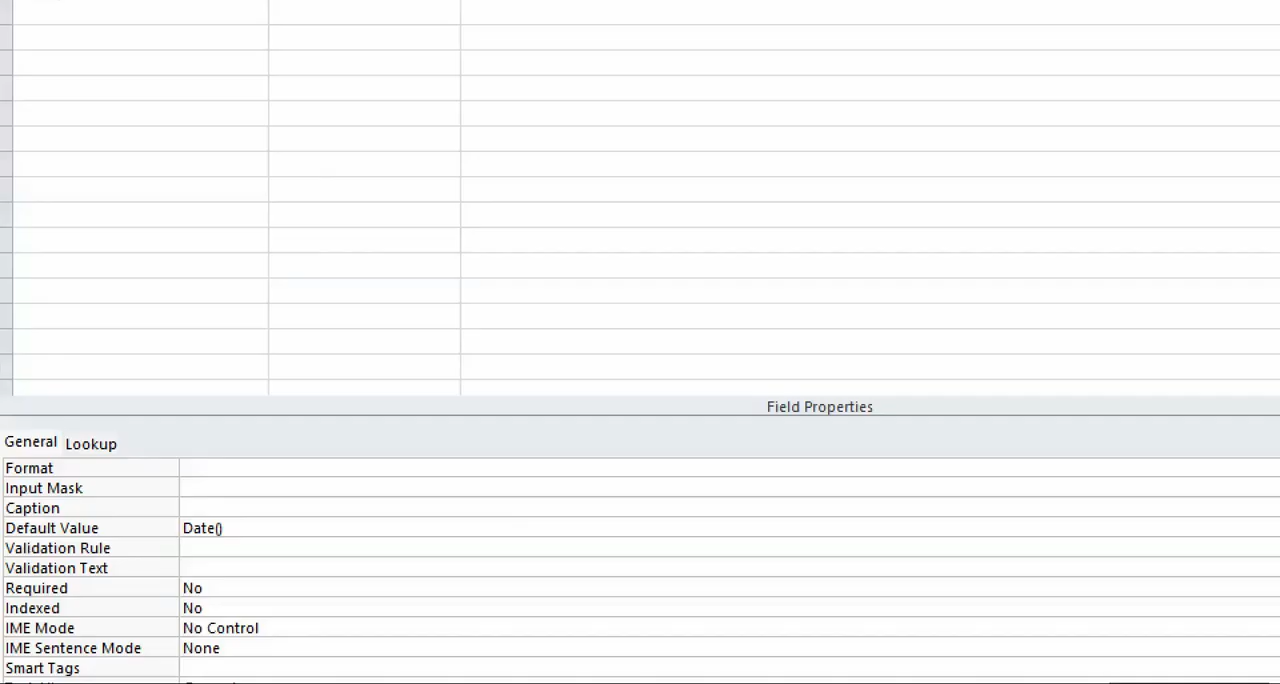 Field Properties
General Lookup
Format
Input Mask
Caption
Default Value Date()
Validation Rule
Validation Text
Required No
Indexed No
IME Mode No Control
IME Sentence Mode None
Smart Tags